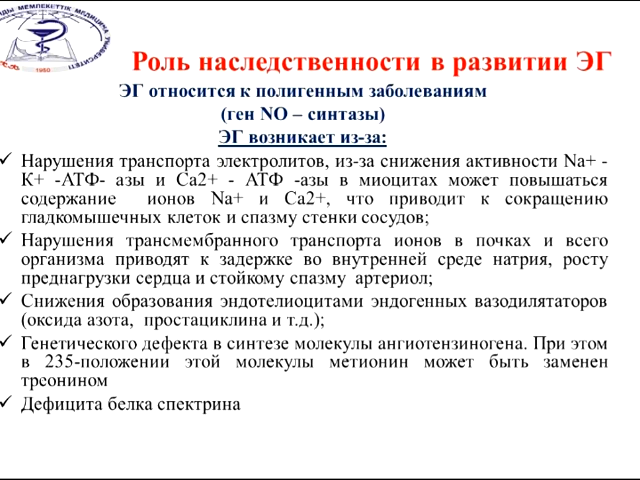 МЕМЛЕКЕТТІК МЕДИЦИНА УНИВЕРСИТЕТІ
1950
Роль наследственности в развитии ЭГ
ЭГ относится к полигенным заболеваниям
(ген NO – синтазы)
ЭГ возникает из-за:
✓ Нарушения транспорта электролитов, из-за снижения активности Na+ -
К+ -АТФ- азы и Са2+ - АТФ -азы в миоцитах может повышаться
содержание ионов Na+ и Са2+, что приводит к сокращению
гладкомышечных клеток и спазму стенки сосудов;
✓ Нарушения трансмембранного транспорта ионов в почках и всего
организма приводят к задержке во внутренней среде натрия, росту
преднагрузки сердца и стойкому спазму артериол;
✓ Снижения образования эндотелиоцитами эндогенных вазодилятаторов
(оксида азота, простациклина и т.д.);
✓ Генетического дефекта в синтезе молекулы ангиотензиногена. При этом
в 235-положении этой молекулы метионин может быть заменен
треонином
✓ Дефицита белка спектрина